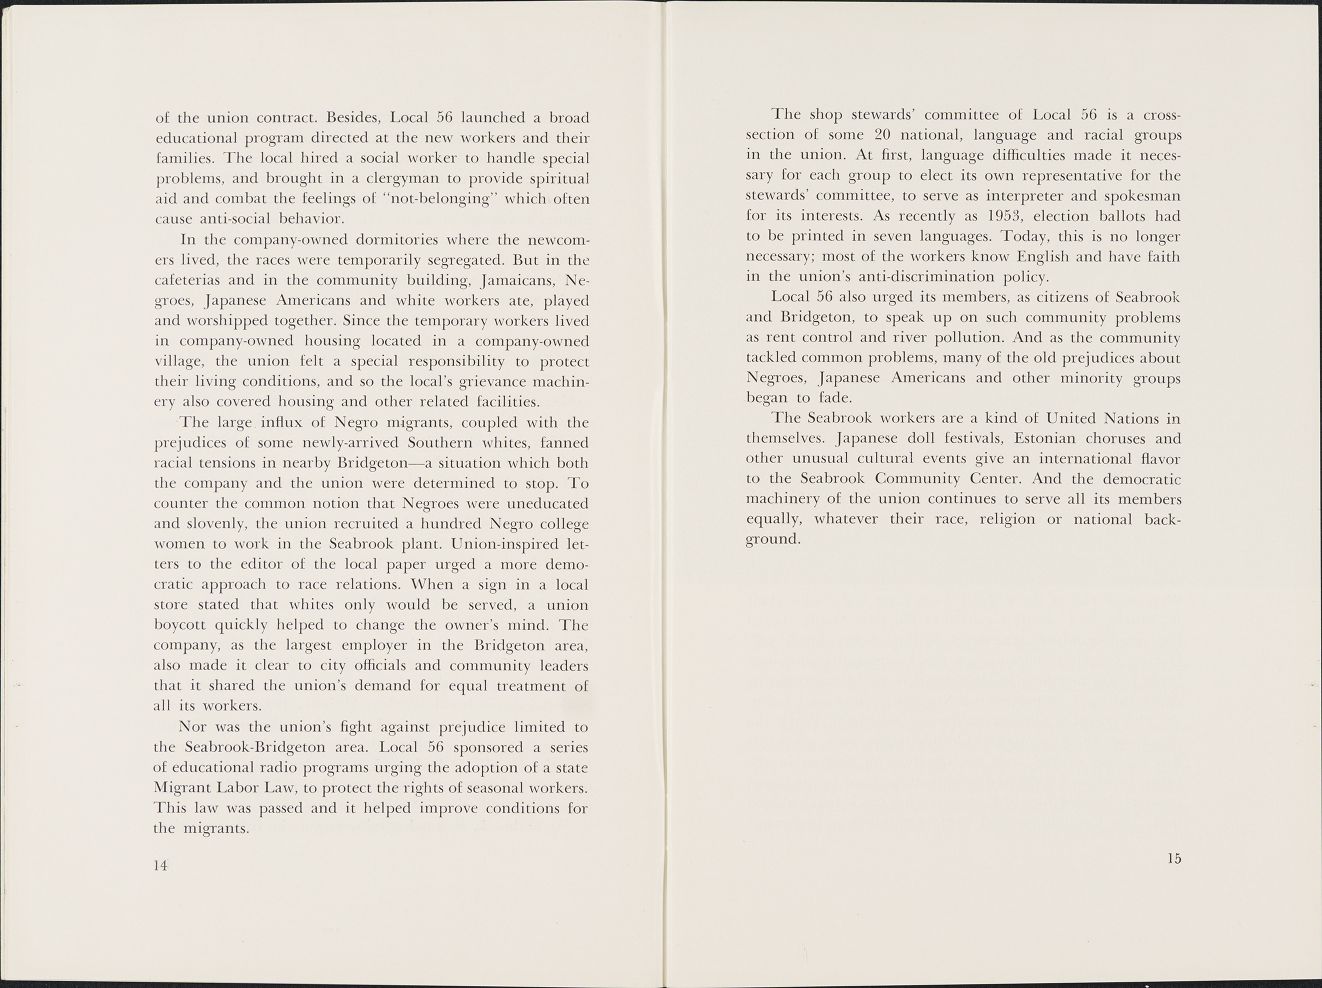 of the union contract. Besides, Local 56 launched a broad
educational program directed at the new workers and their
families. The local hired a social worker to handle special
problems, and brought in a clergyman to provide spiritual
aid and combat the feelings of "not-belonging" which often
cause anti-social behavior.
In the company-owned dormitories where the newcom-
ers lived, the races were temporarily segregated. But in the
cafeterias and in the community building, Jamaicans, Ne-
groes, Japanese Americans and white workers ate, played
and worshipped together. Since the temporary workers lived
in company-owned housing located in a company-owned
village, the union felt a special responsibility to protect
their living conditions, and so the local's grievance machin-
ery also covered housing and other related facilities.
The large influx of Negro migrants, coupled with the
prejudices of some newly-arrived Southern whites, fanned
racial tensions in nearby Bridgeton—a situation which both
the company and the union were determined to stop. To
counter the common notion that Negroes were uneducated
and slovenly, the union recruited a hundred Negro college
women to work in the Seabrook plant. Union-inspired let-
ters to the editor of the local paper urged a more demo-
cratic approach to race relations. When a sign in a local
store stated that whites only would be served, a union
boycott quickly helped to change the owner's mind. The
company, as the largest employer in the Bridgeton area,
also made it clear to city officials and community leaders
that it shared the union's demand for equal treatment of
all its workers.
Nor was the union's fight against prejudice limited to
the Seabrook-Bridgeton area. Local 56 sponsored a series
of educational radio programs urging the adoption of a state
Migrant Labor Law, to protect the rights of seasonal workers.
This law was passed and it helped improve conditions for
the migrants.
14
The shop stewards' committee of Local 56 is a cross-
section of some 20 national, language and racial groups
in the union. At first, language difficulties made it neces-
sary for each group to elect its own representative for the
stewards' committee, to serve as interpreter and spokesman
for its interests. As recently as 1953, election ballots had
to be printed in seven languages. Today, this is no longer
necessary; most of the workers know English and have faith
in the union's anti-discrimination policy.
Local 56 also urged its members, as citizens of Seabrook
and Bridgeton, to speak up on such community problems
as rent control and river pollution. And as the community
tackled common problems, many of the old prejudices about
Negroes, Japanese Americans and other minority groups
began to fade.
The Seabrook workers are a kind of United Nations in
themselves. Japanese doll festivals, Estonian choruses and
other unusual cultural events give an international flavor
to the Seabrook Community Center. And the democratic
machinery of the union continues to serve all its members
equally, whatever their race, religion or national back-
ground.
15